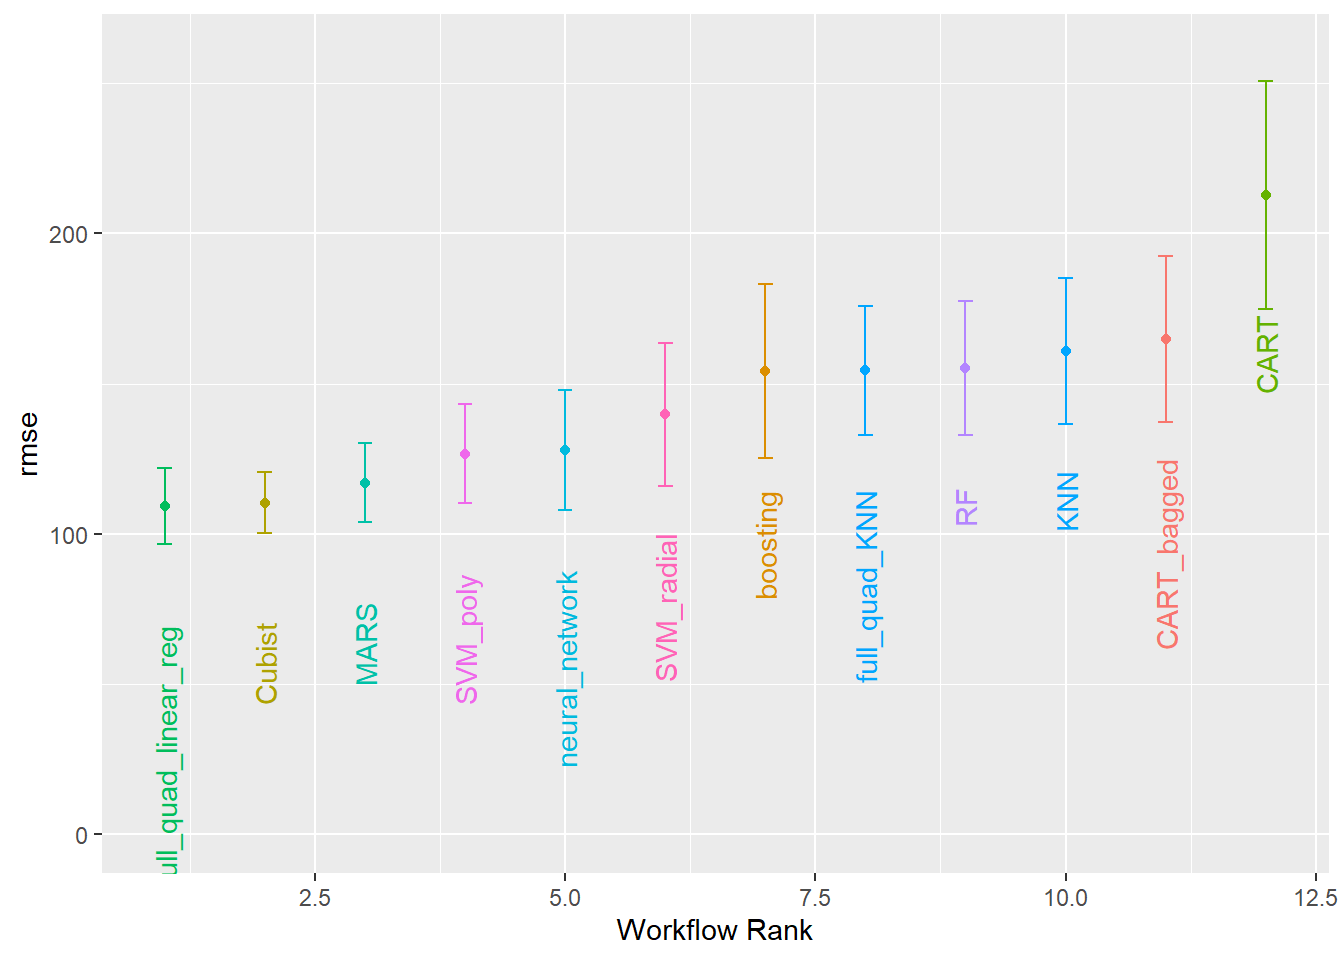 200
100
0
rmse
ull_quad_linear_reg
Cubist
MARS
SVM_poly
neural_network
SVM_radial
boosting
full_quad_KNN
RF
KNN
CART_bagged
CART
2.5
5.0
7.5
10.0
12.5
Workflow Rank